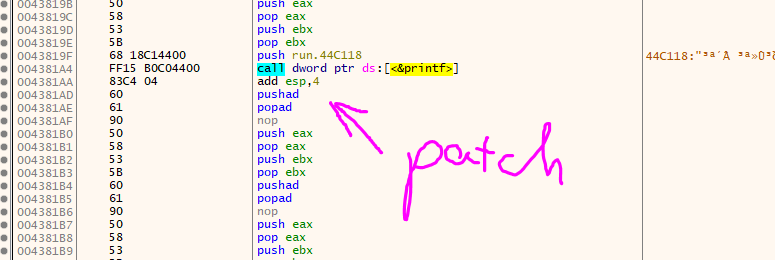 0043819B 50 push eax
0043819C 58 pop eax
0043819D 53 push ebx
0043819E 5B pop ebx
0043819F 68 18C14400 push run.44C118
004381A4 FF15 B0C04400 call dword ptr ds:[<&printf>]
004381AA 83C4 04 add esp,4
004381AD 60 pushad
004381AE 61 popad
004381AF 90 nop
004381B0 50 push eax
004381B1 58 pop eax
004381B2 53 push ebx
004381B3 5B pop ebx
004381B4 60 pushad
004381B5 61 popad
004381B6 90 nop
004381B7 50 push eax
004381B8 58 pop eax
004381B9 53 push ebx
44C118:
patch